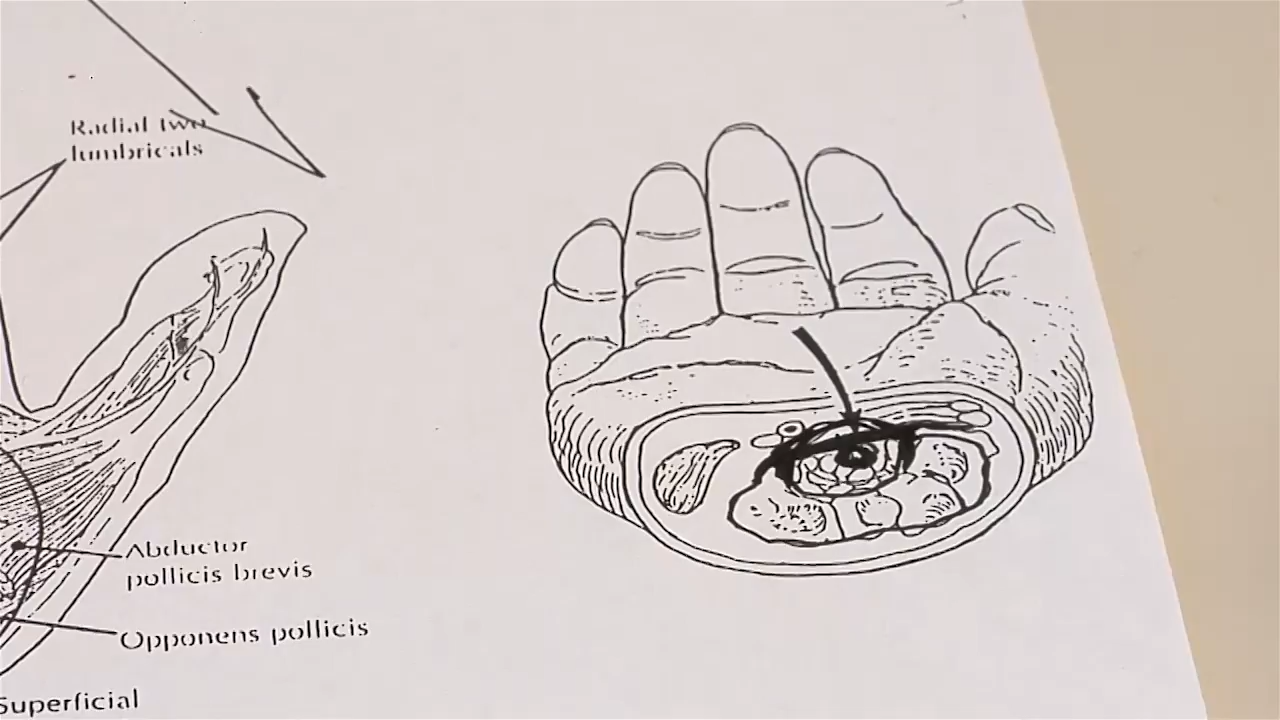 Radial two
lumbricals
Abductor
pollicis brevis
Opponens pollicis
Superficial